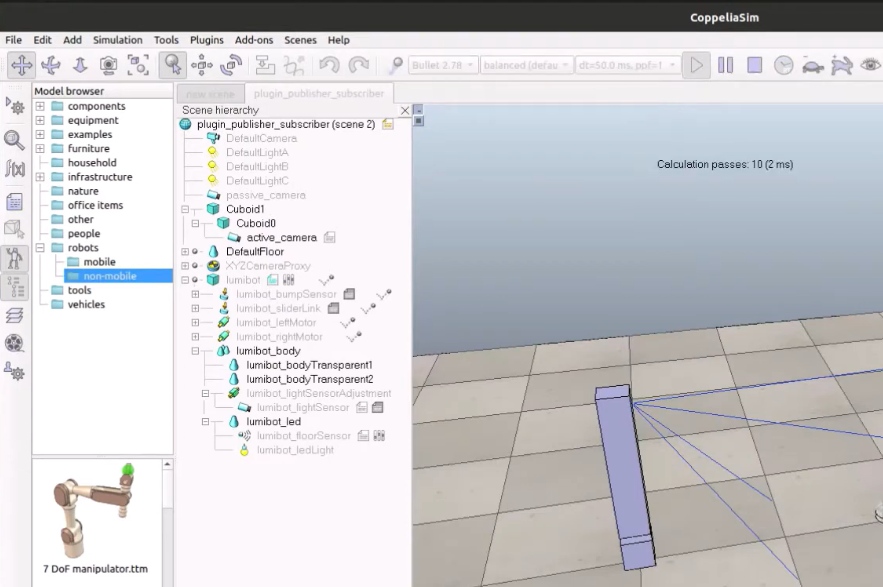 CoppeliaSim
File Edit Add Simulation Tools Plugins Add-ons Scenes Help
Bullet 2.78 balanced (defau dt=50.0 ms, ppf=1
Model browser
components
equipment
examples
furniture
household
infrastructure
nature
office items
other
people
robots
mobile
non-mobile
tools
vehicles
7 DoF manipulator.ttm
new scene plugin_publisher_subscriber
Scene hierarchy
plugin_publisher_subscriber (scene 2)
DefaultCamera
DefaultLightA
DefaultLightB
DefaultLightC
passive_camera
Cuboid1
Cuboid0
active_camera
DefaultFloor
XYZCameraProxy
lumibot
lumibot_bumpSensor
lumibot_sliderLink
lumibot_leftMotor
lumibot_rightMotor
lumibot_body
lumibot_bodyTransparent1
lumibot_bodyTransparent2
lumibot_lightSensorAdjustment
lumibot_lightSensor
lumibot_led
lumibot_floorSensor
lumibot_ledLight
Calculation passes: 10 (2 ms)
f(x)